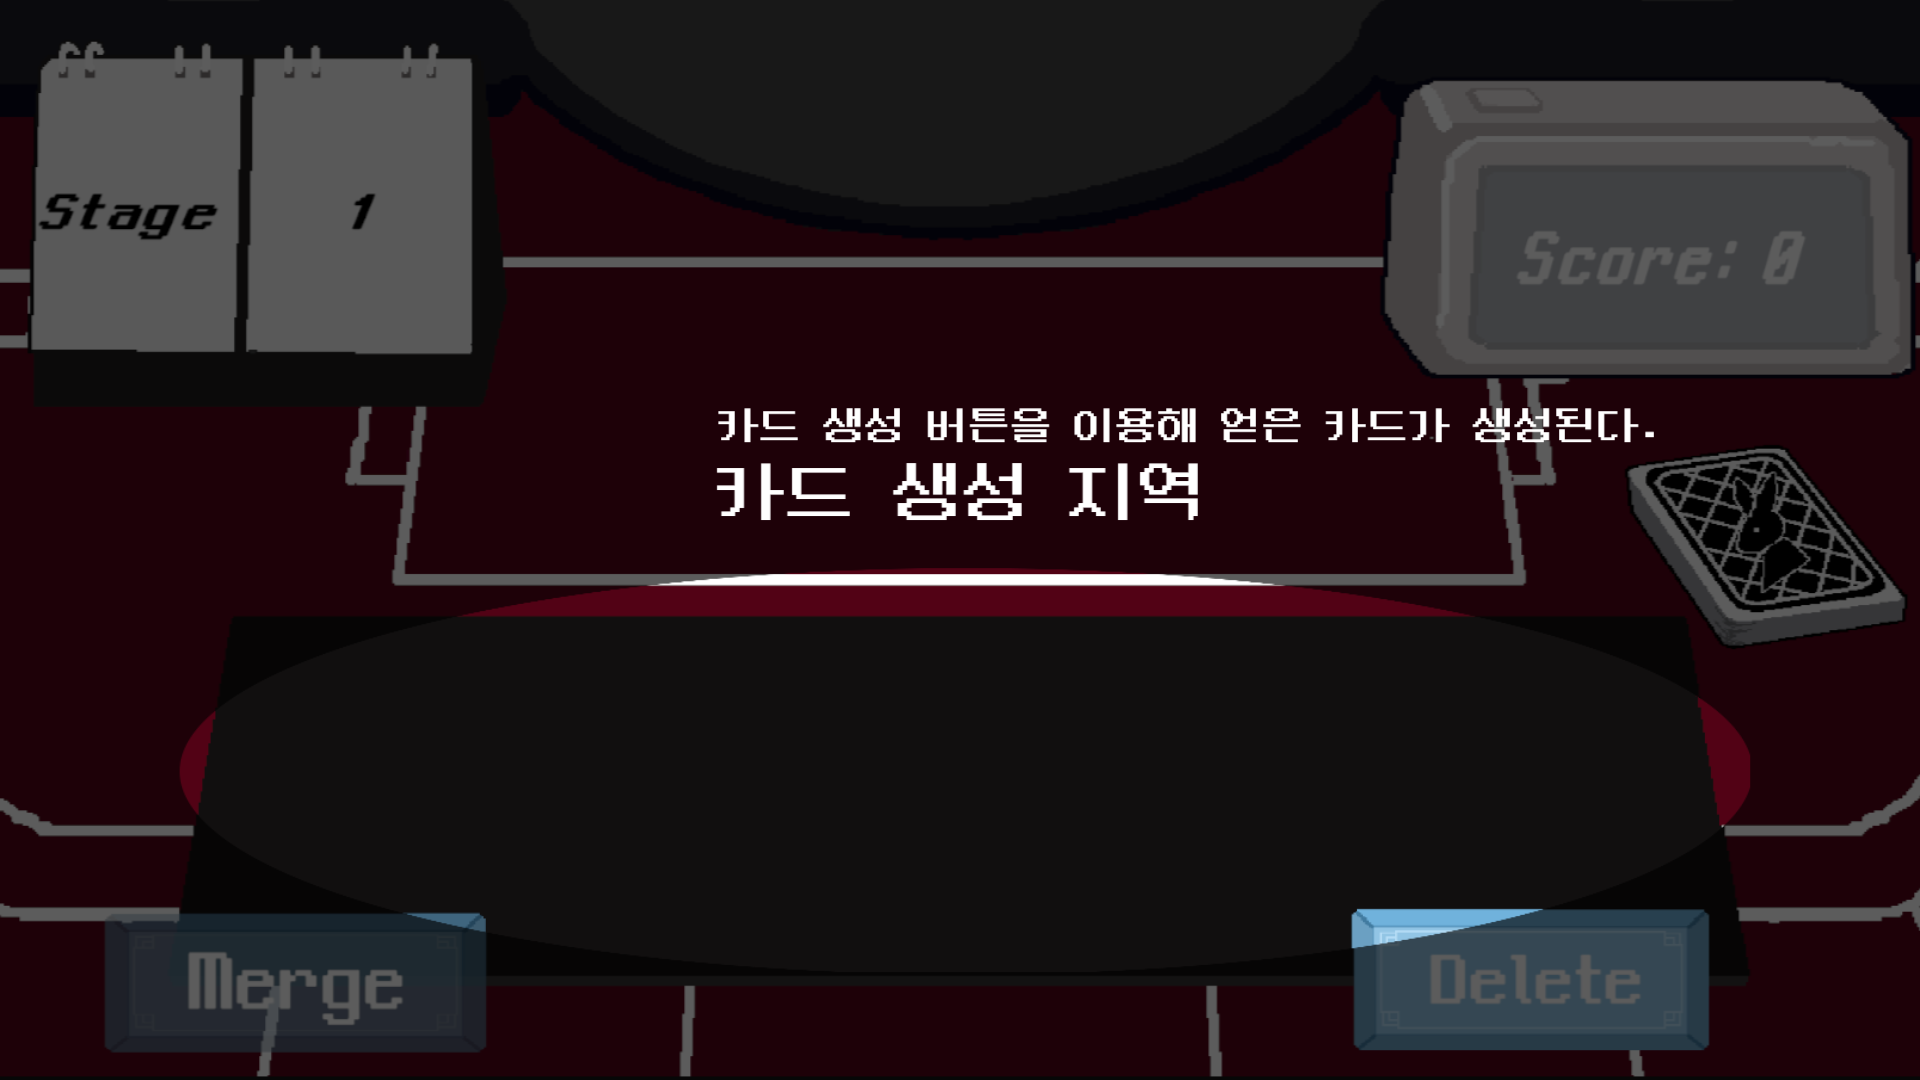 Stage
1
Score: 0
카드 생성 버튼을 이용해 얻은 카드가 생성된다.
카드 생성 지역
Merge
Delete